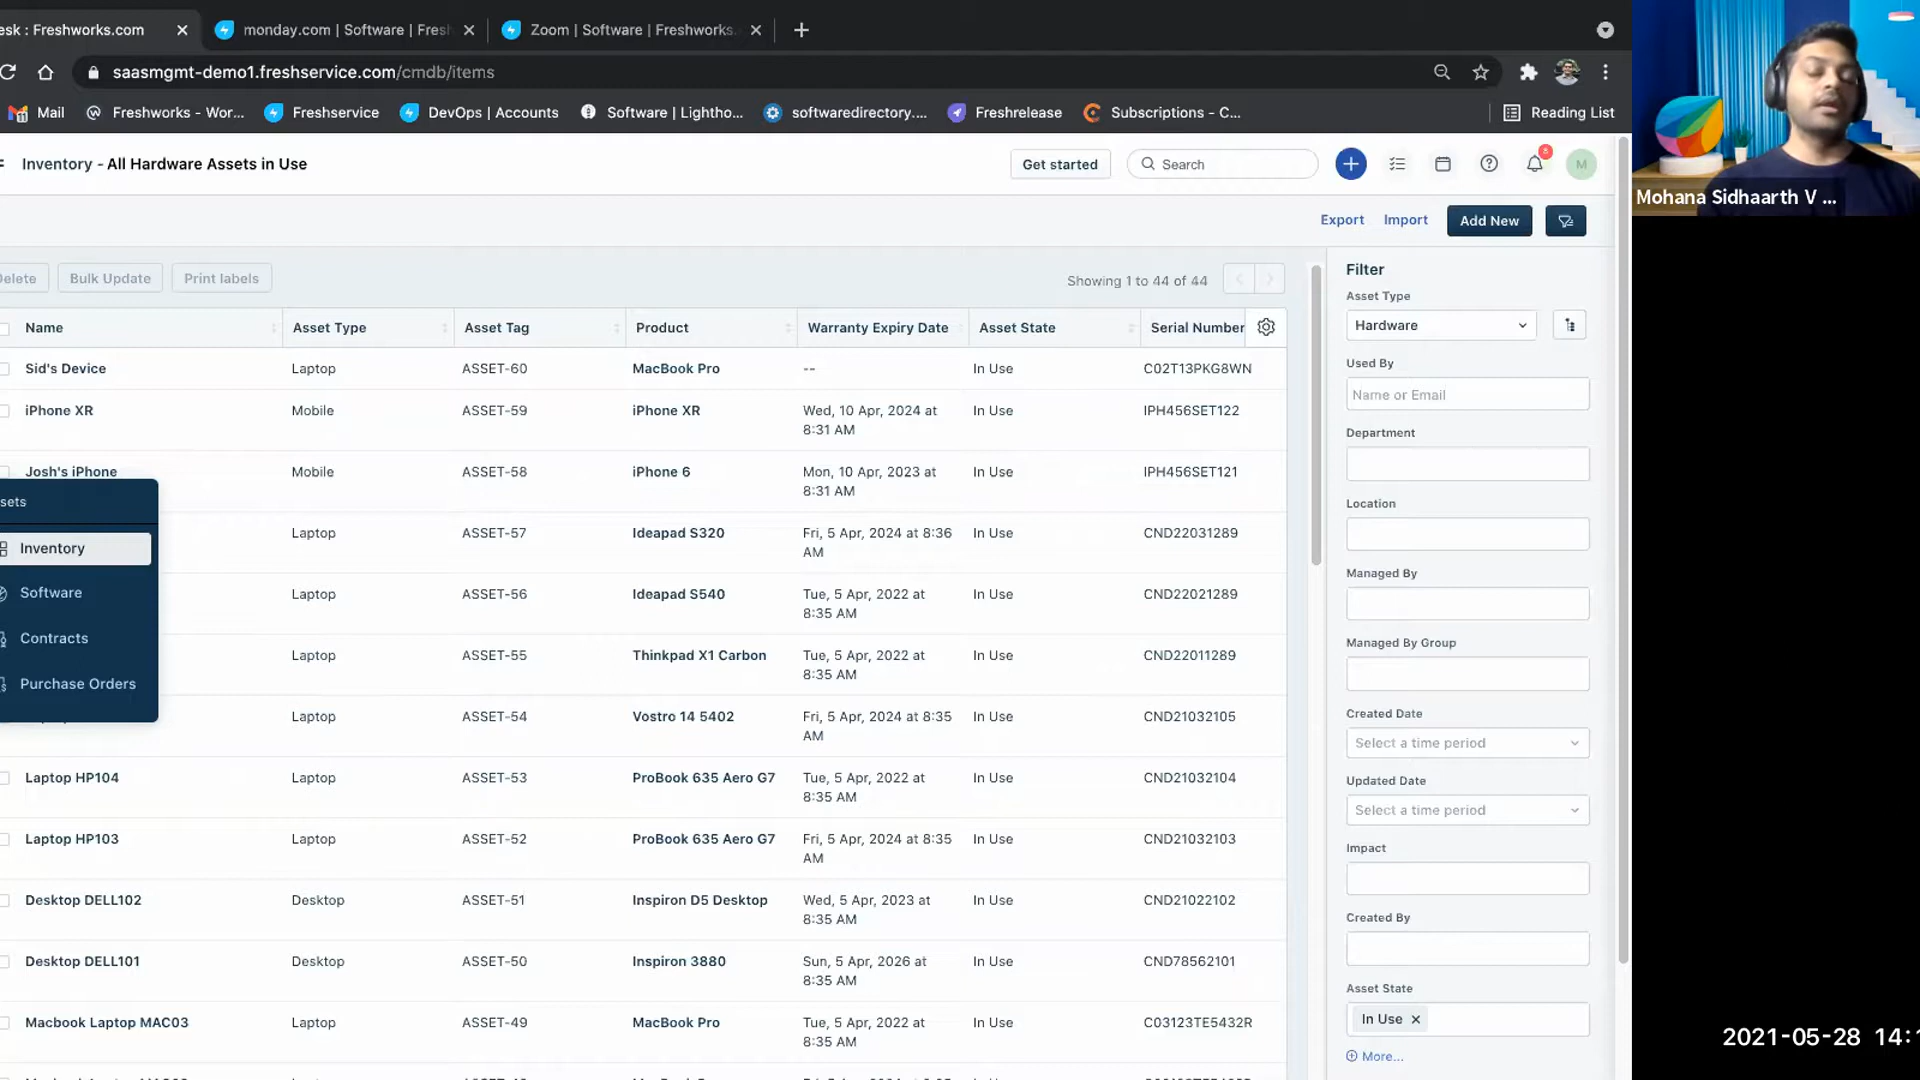 esk : Freshworks.com
monday.com | Software | Fresh
Zoom | Software | Freshworks.
saasmgmt-demo1.freshservice.com/cmdb/items
Mail
Freshworks - Wor...
Freshservice
DevOps | Accounts
Software | Lightho...
softwaredirectory....
Freshrelease
Subscriptions - C...
Reading List
Inventory - All Hardware Assets in Use
Get started
Search
8
M
Mohana Sidhaarth V ...
Export
Import
Add New
Delete
Bulk Update
Print labels
Showing 1 to 44 of 44
Name Asset Type Asset Tag Product Warranty Expiry Date Asset State Serial Number
Sid's Device Laptop ASSET-60 MacBook Pro -- In Use C02T13PKG8WN
iPhone XR Mobile ASSET-59 iPhone XR Wed, 10 Apr, 2024 at In Use IPH456SET122
8:31 AM
Josh's iPhone Mobile ASSET-58 iPhone 6 Mon, 10 Apr, 2023 at In Use IPH456SET121
8:31 AM
Laptop ASSET-57 Ideapad S320 Fri, 5 Apr, 2024 at 8:36 In Use CND22031289
AM
Laptop ASSET-56 Ideapad S540 Tue, 5 Apr, 2022 at In Use CND22021289
8:35 AM
Laptop ASSET-55 Thinkpad X1 Carbon Tue, 5 Apr, 2022 at In Use CND22011289
8:35 AM
Laptop ASSET-54 Vostro 14 5402 Fri, 5 Apr, 2024 at 8:35 In Use CND21032105
AM
Laptop HP104 Laptop ASSET-53 ProBook 635 Aero G7 Tue, 5 Apr, 2022 at In Use CND21032104
8:35 AM
Laptop HP103 Laptop ASSET-52 ProBook 635 Aero G7 Fri, 5 Apr, 2024 at 8:35 In Use CND21032103
AM
Desktop DELL102 Desktop ASSET-51 Inspiron D5 Desktop Wed, 5 Apr, 2023 at In Use CND21022102
8:35 AM
Desktop DELL101 Desktop ASSET-50 Inspiron 3880 Sun, 5 Apr, 2026 at In Use CND78562101
8:35 AM
Macbook Laptop MAC03 Laptop ASSET-49 MacBook Pro Tue, 5 Apr, 2022 at In Use C03123TE5432R
8:35 AM
sets
Inventory
Software
Contracts
Purchase Orders
Filter
Asset Type
Hardware
Used By
Name or Email
Department
Location
Managed By
Managed By Group
Created Date
Select a time period
Updated Date
Select a time period
Impact
Created By
Asset State
In Use
More...
2021-05-28 14:1